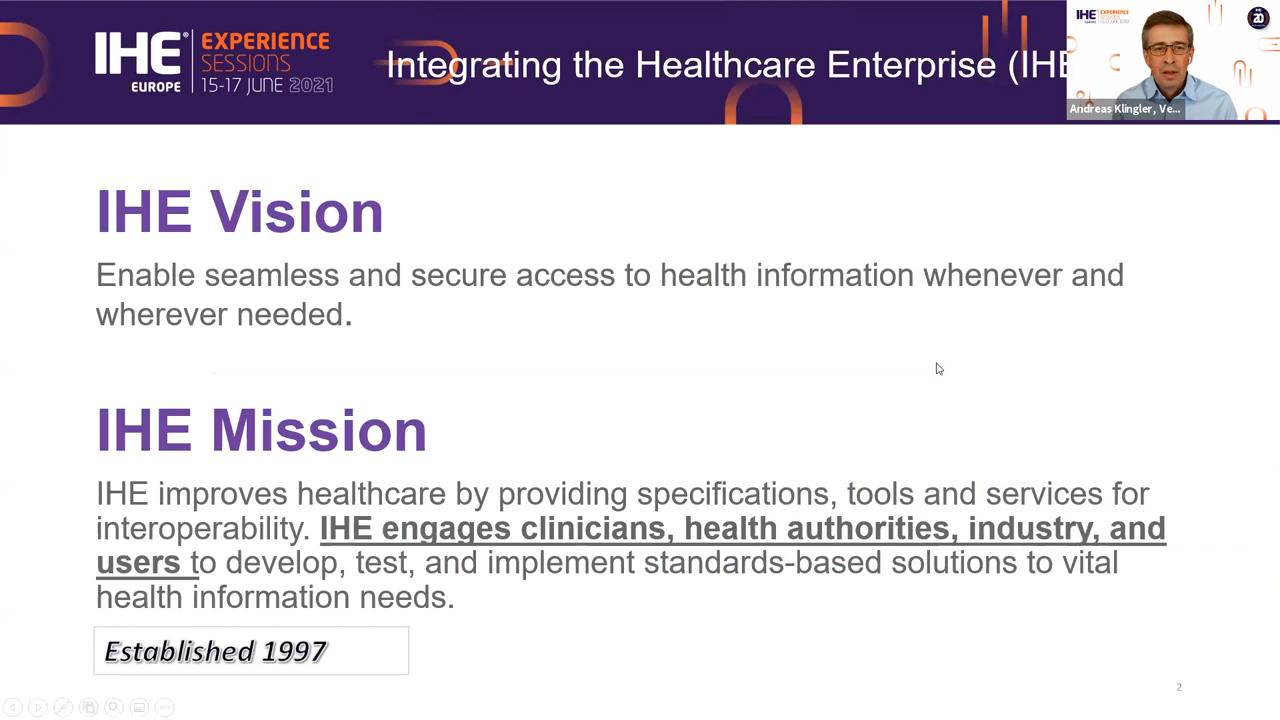 IHE® EXPERIENCE
SESSIONS
EUROPE 15-17 JUNE 2021
Integrating the Healthcare Enterprise (IHE
Andreas Klingler, Ve...
IHE Vision
Enable seamless and secure access to health information whenever and
wherever needed.
IHE Mission
IHE improves healthcare by providing specifications, tools and services for
interoperability. IHE engages clinicians, health authorities, industry, and
users to develop, test, and implement standards-based solutions to vital
health information needs.
Established 1997
2